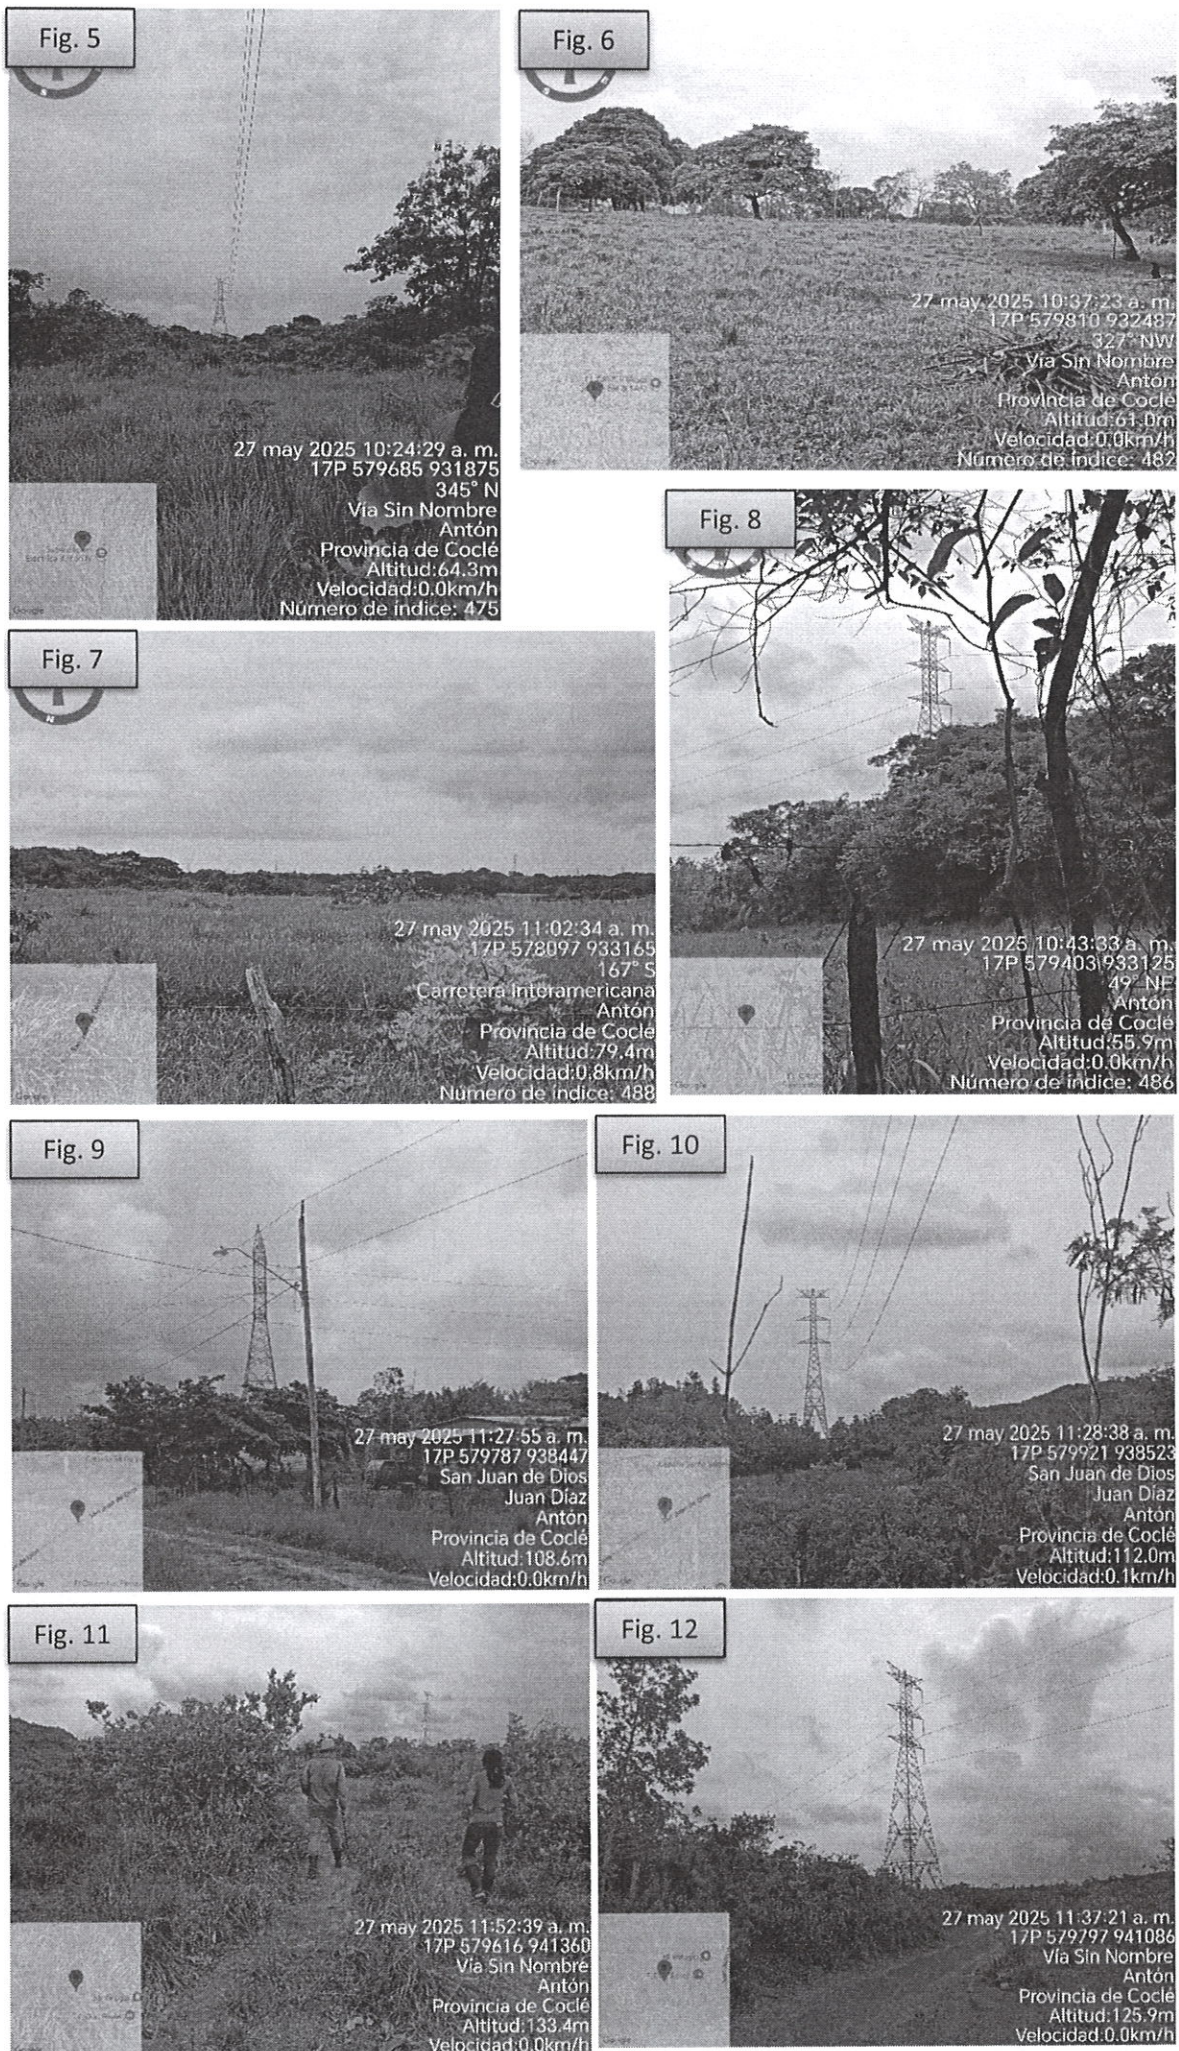 Fig. 5
27 may 2025 10:24:29 a. m.
17P 579685 931875
345° N
Vía Sin Nombre
Antón
Provincia de Coclé
Altitud:64.3m
Velocidad:0.0km/h
Número de índice: 475
Google
Fig. 6
27 may 2025 10:37:23 a. m.
17P 579810 932487
327° NW
Vía Sin Nombre
Antón
Provincia de Coclé
Altitud:61.0m
Velocidad:0.0km/h
Número de índice: 482
Google
Fig. 7
27 may 2025 11:02:34 a. m.
17P 578097 933165
167° S
Carretera Interamericana
Antón
Provincia de Coclé
Altitud:79.4m
Velocidad:0.8km/h
Número de índice: 488
Google
Fig. 8
27 may 2025 10:43:33 a. m.
17P 579403 933125
49° NE
Antón
Provincia de Coclé
Altitud:55.9m
Velocidad:0.0km/h
Número de índice: 486
Google
Fig. 9
27 may 2025 11:27:55 a. m.
17P 579787 938447
San Juan de Dios
Juan Díaz
Antón
Provincia de Coclé
Altitud:108.6m
Velocidad:0.0km/h
Google
Fig. 10
27 may 2025 11:28:38 a. m.
17P 579921 938523
San Juan de Dios
Juan Díaz
Antón
Provincia de Coclé
Altitud:112.0m
Velocidad:0.1km/h
Google
Fig. 11
27 may 2025 11:52:39 a. m.
17P 579616 941360
Vía Sin Nombre
Antón
Provincia de Coclé
Altitud:133.4m
Velocidad:0.0km/h
Fig. 12
27 may 2025 11:37:21 a. m.
17P 579797 941086
Vía Sin Nombre
Antón
Provincia de Coclé
Altitud:125.9m
Velocidad:0.0km/h
Google